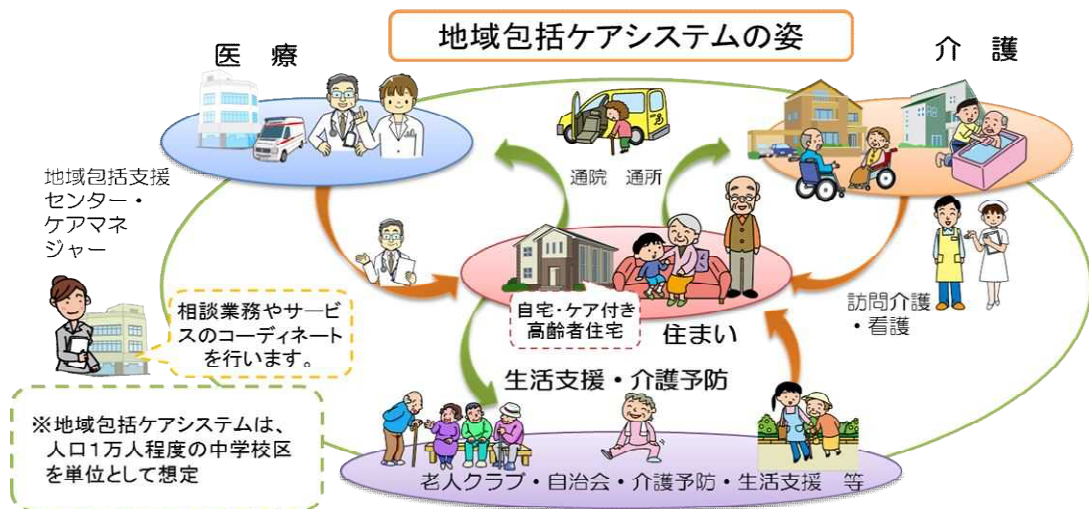 地域包括ケアシステムの姿
医 療
介 護
通院 通所
地域包括支援
センター・
ケアマネ
ジャー
相談業務やサービ
スのコーディネート
を行います。
自宅・ケア付き
高齢者住宅
住まい
訪問介護
・看護
生活支援・介護予防
※地域包括ケアシステムは、
人口1万人程度の中学校区
を単位として想定
老人クラブ・自治会・介護予防・生活支援 等